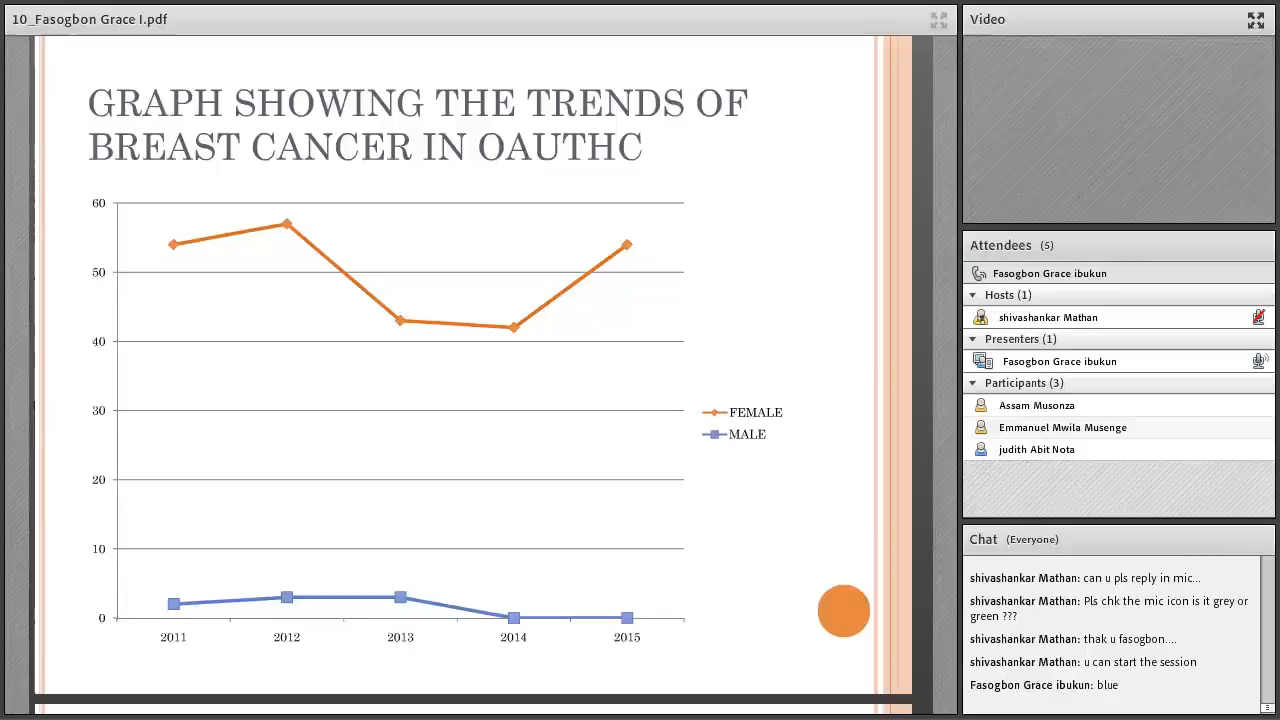 10_Fasogbon Grace I.pdf
GRAPH SHOWING THE TRENDS OF
BREAST CANCER IN OAUTHC
60
50
40
30
20
10
0
2011 2012 2013 2014 2015
FEMALE
MALE
Video
Attendees (5)
Fasogbon Grace ibukun
Hosts (1)
shivashankar Mathan
Presenters (1)
Fasogbon Grace ibukun
Participants (3)
Assam Musonza
Emmanuel Mwila Musenge
judith Abit Nota
Chat (Everyone)
shivashankar Mathan: can u pls reply in mic...
shivashankar Mathan: Pls chk the mic icon is it grey or
green ???
shivashankar Mathan: thak u fasogbon....
shivashankar Mathan: u can start the session
Fasogbon Grace ibukun: blue